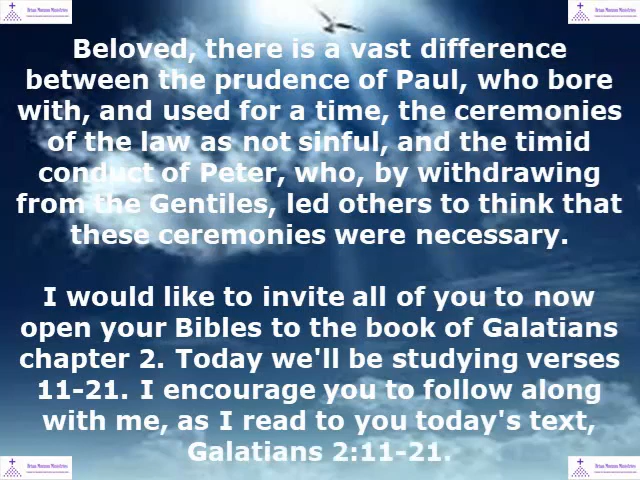 Beloved, there is a vast difference
between the prudence of Paul, who bore
with, and used for a time, the ceremonies
of the law as not sinful, and the timid
conduct of Peter, who, by withdrawing
from the Gentiles, led others to think that
these ceremonies were necessary.
I would like to invite all of you to now
open your Bibles to the book of Galatians
chapter 2. Today we'll be studying verses
11-21. I encourage you to follow along
with me, as I read to you today's text,
Galatians 2:11-21.